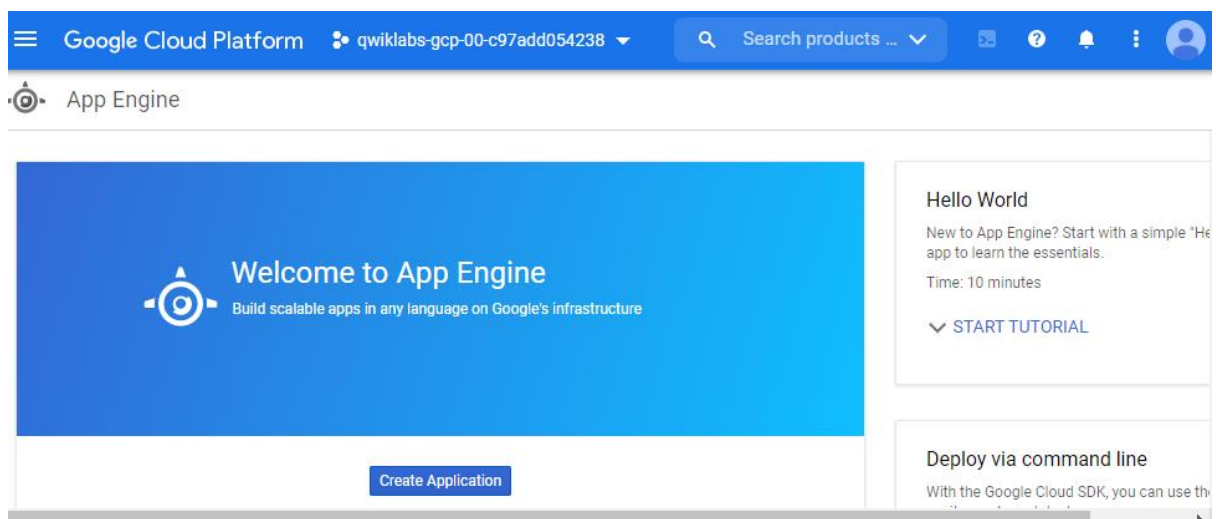 Google Cloud Platform
qwiklabs-gcp-00-c97add054238
Search products ...
App Engine
Welcome to App Engine
Build scalable apps in any language on Google's infrastructure
Create Application
Hello World
New to App Engine? Start with a simple "He
app to learn the essentials.
Time: 10 minutes
START TUTORIAL
Deploy via command line
With the Google Cloud SDK, you can use the